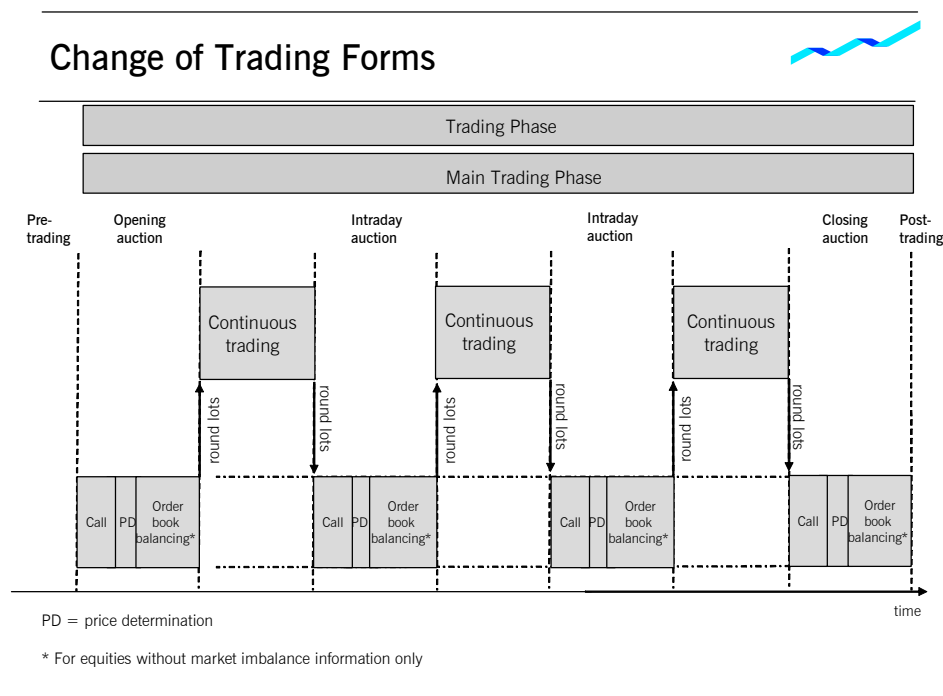 Change of Trading Forms
Trading Phase
Main Trading Phase
Pre-
trading
Opening
auction
Intraday
auction
Intraday
auction
Closing
auction
Post-
trading
Continuous
trading
Continuous
trading
Continuous
trading
round lots
round lots
round lots
round lots
round lots
round lots
Call
PD
Order
book
balancing*
Call
PD
Order
book
balancing*
Call
PD
Order
book
balancing*
Call
PD
Order
book
balancing*
time
PD = price determination
* For equities without market imbalance information only